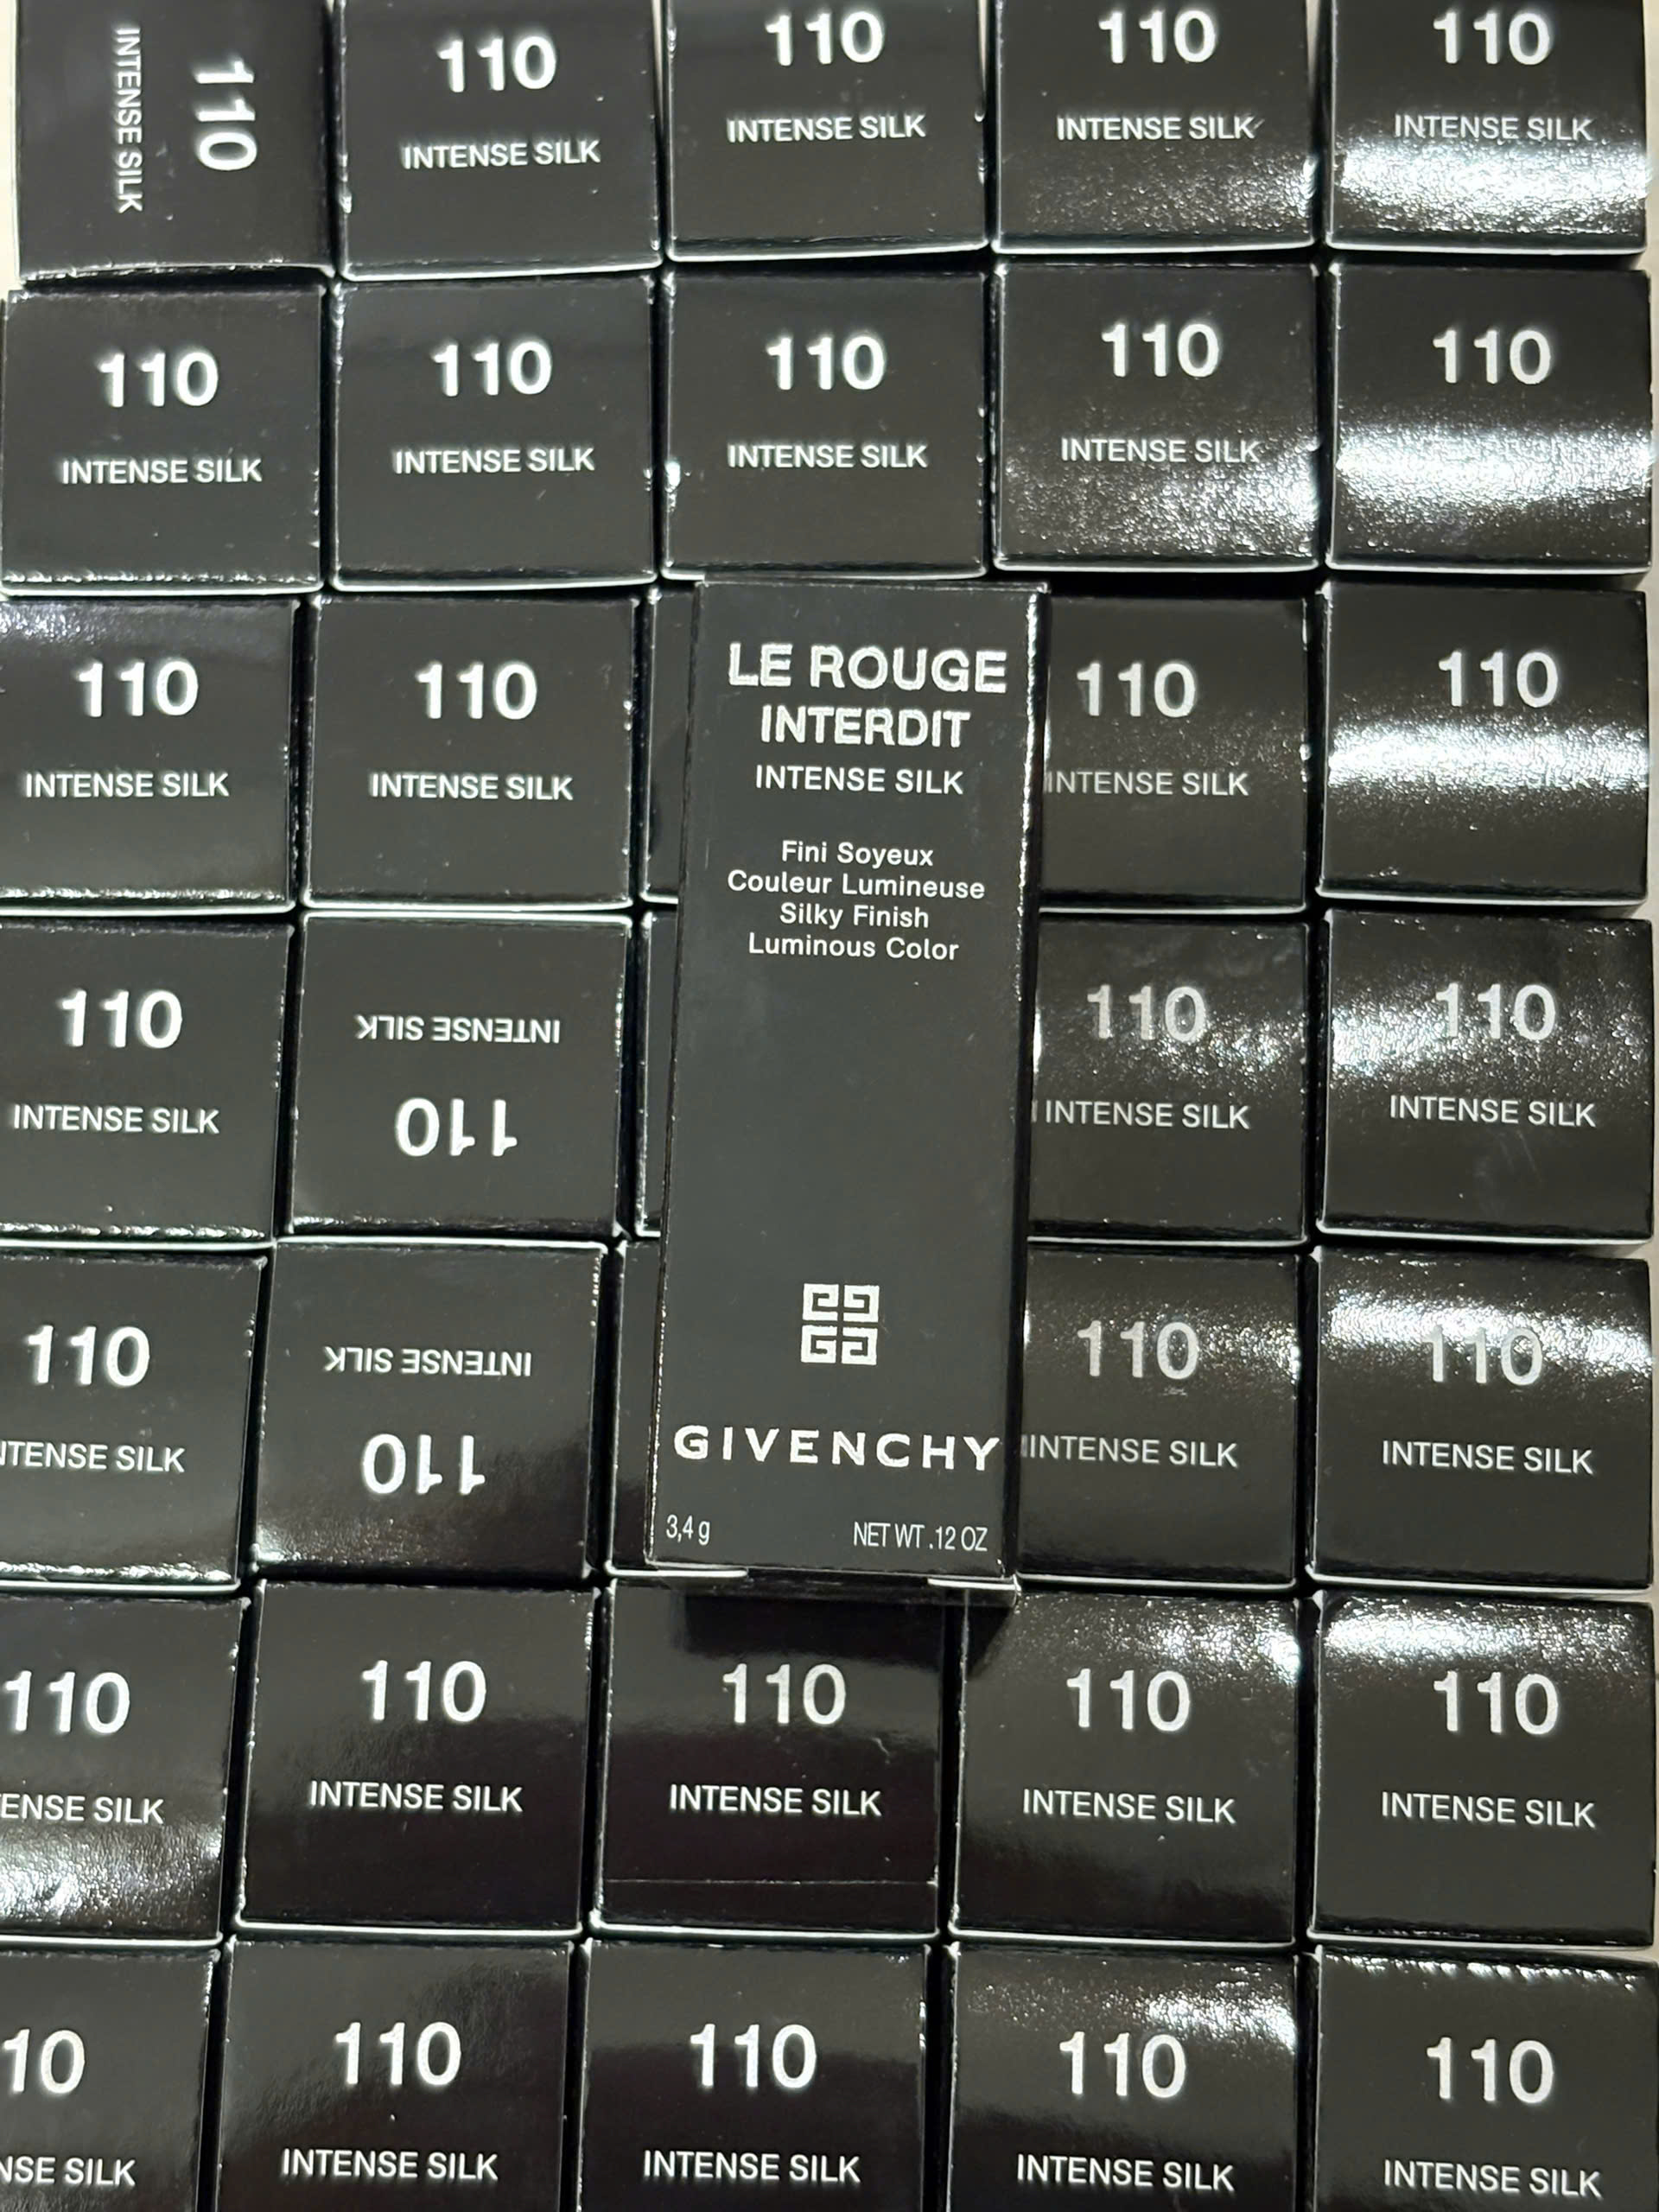 110
INTENSE SILK
110
INTENSE SILK
110
INTENSE SILK
110
INTENSE SILK
110
INTENSE SILK
110
INTENSE SILK
110
INTENSE SILK
110
INTENSE SILK
110
INTENSE SILK
110
110
INTENSE SILK
110
INTENSE SILK
LE ROUGE
INTERDIT
INTENSE SILK
Fini Soyeux
Couleur Lumineuse
Silky Finish
Luminous Color
GIVENCHY
3,4 g
NET WT .12 OZ
110
INTENSE SILK
110
110
INTENSE SILK
110
INTENSE SILK
110
INTENSE SILK
110
INTENSE SILK
110
NTENSE SILK
110
INTENSE SILK
110
INTENSE SILK
110
INTENSE SILK
110
ENSE SILK
110
INTENSE SILK
110
INTENSE SILK
110
INTENSE SILK
110
INTENSE SILK
10
NSE SILK
110
INTENSE SILK
110
INTENSE SILK
110
INTENSE SILK
110
INTENSE SILK